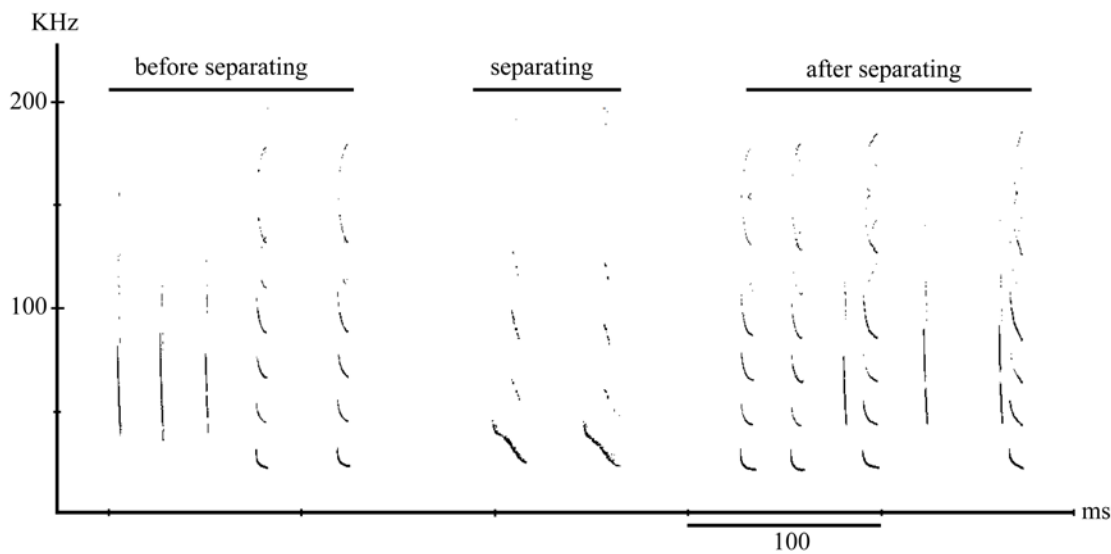 KHz
before separating
separating
after separating
200
100
ms
100